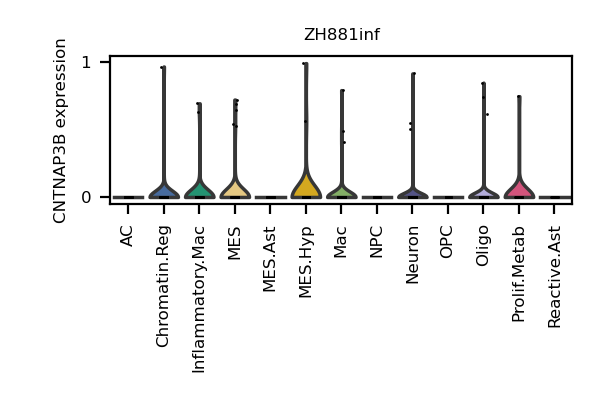 ZH881inf
CNTNAP3B expression
1
0
AC
Chromatin.Reg
Inflammatory.Mac
MES
MES.Ast
MES.Hyp
Mac
NPC
Neuron
OPC
Oligo
Prolif.Metab
Reactive.Ast